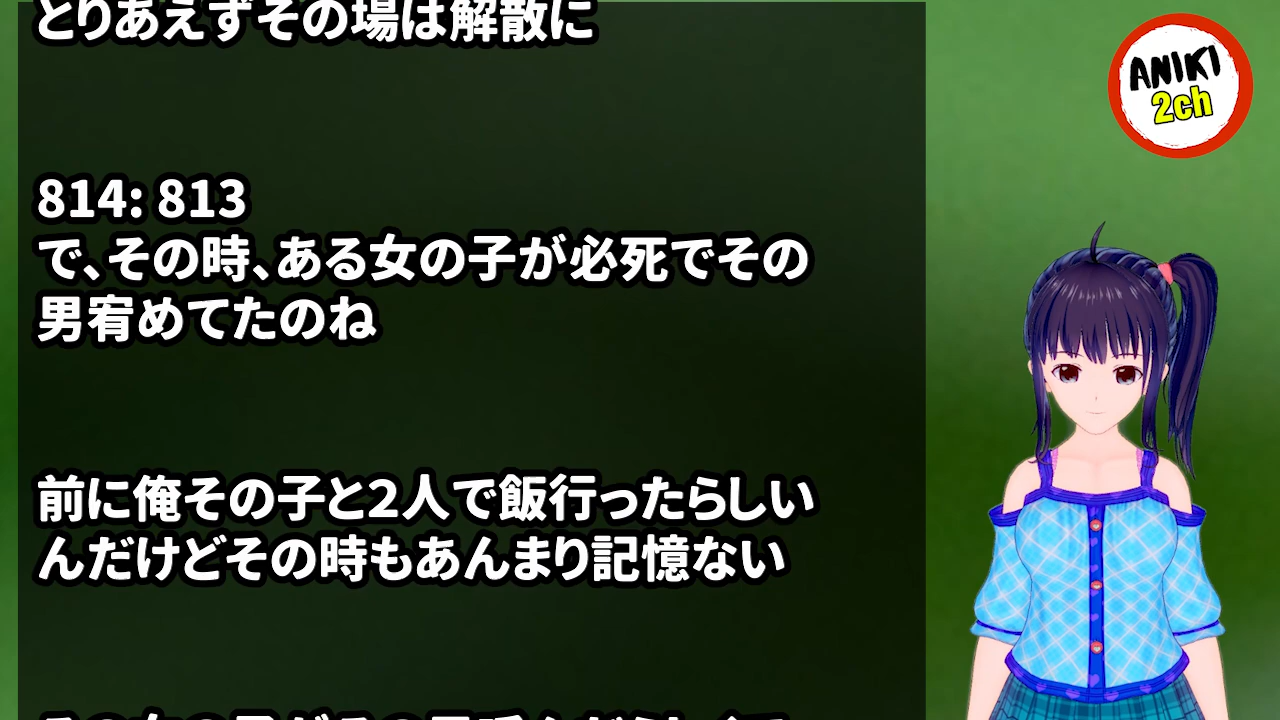 とりあえずその場は解散に
ANIKI
2ch
814: 813
で、その時、ある女の子が必死でその
男宥めてたのね
前に俺その子と2人で飯行ったらしい
んだけどその時もあんまり記憶ない